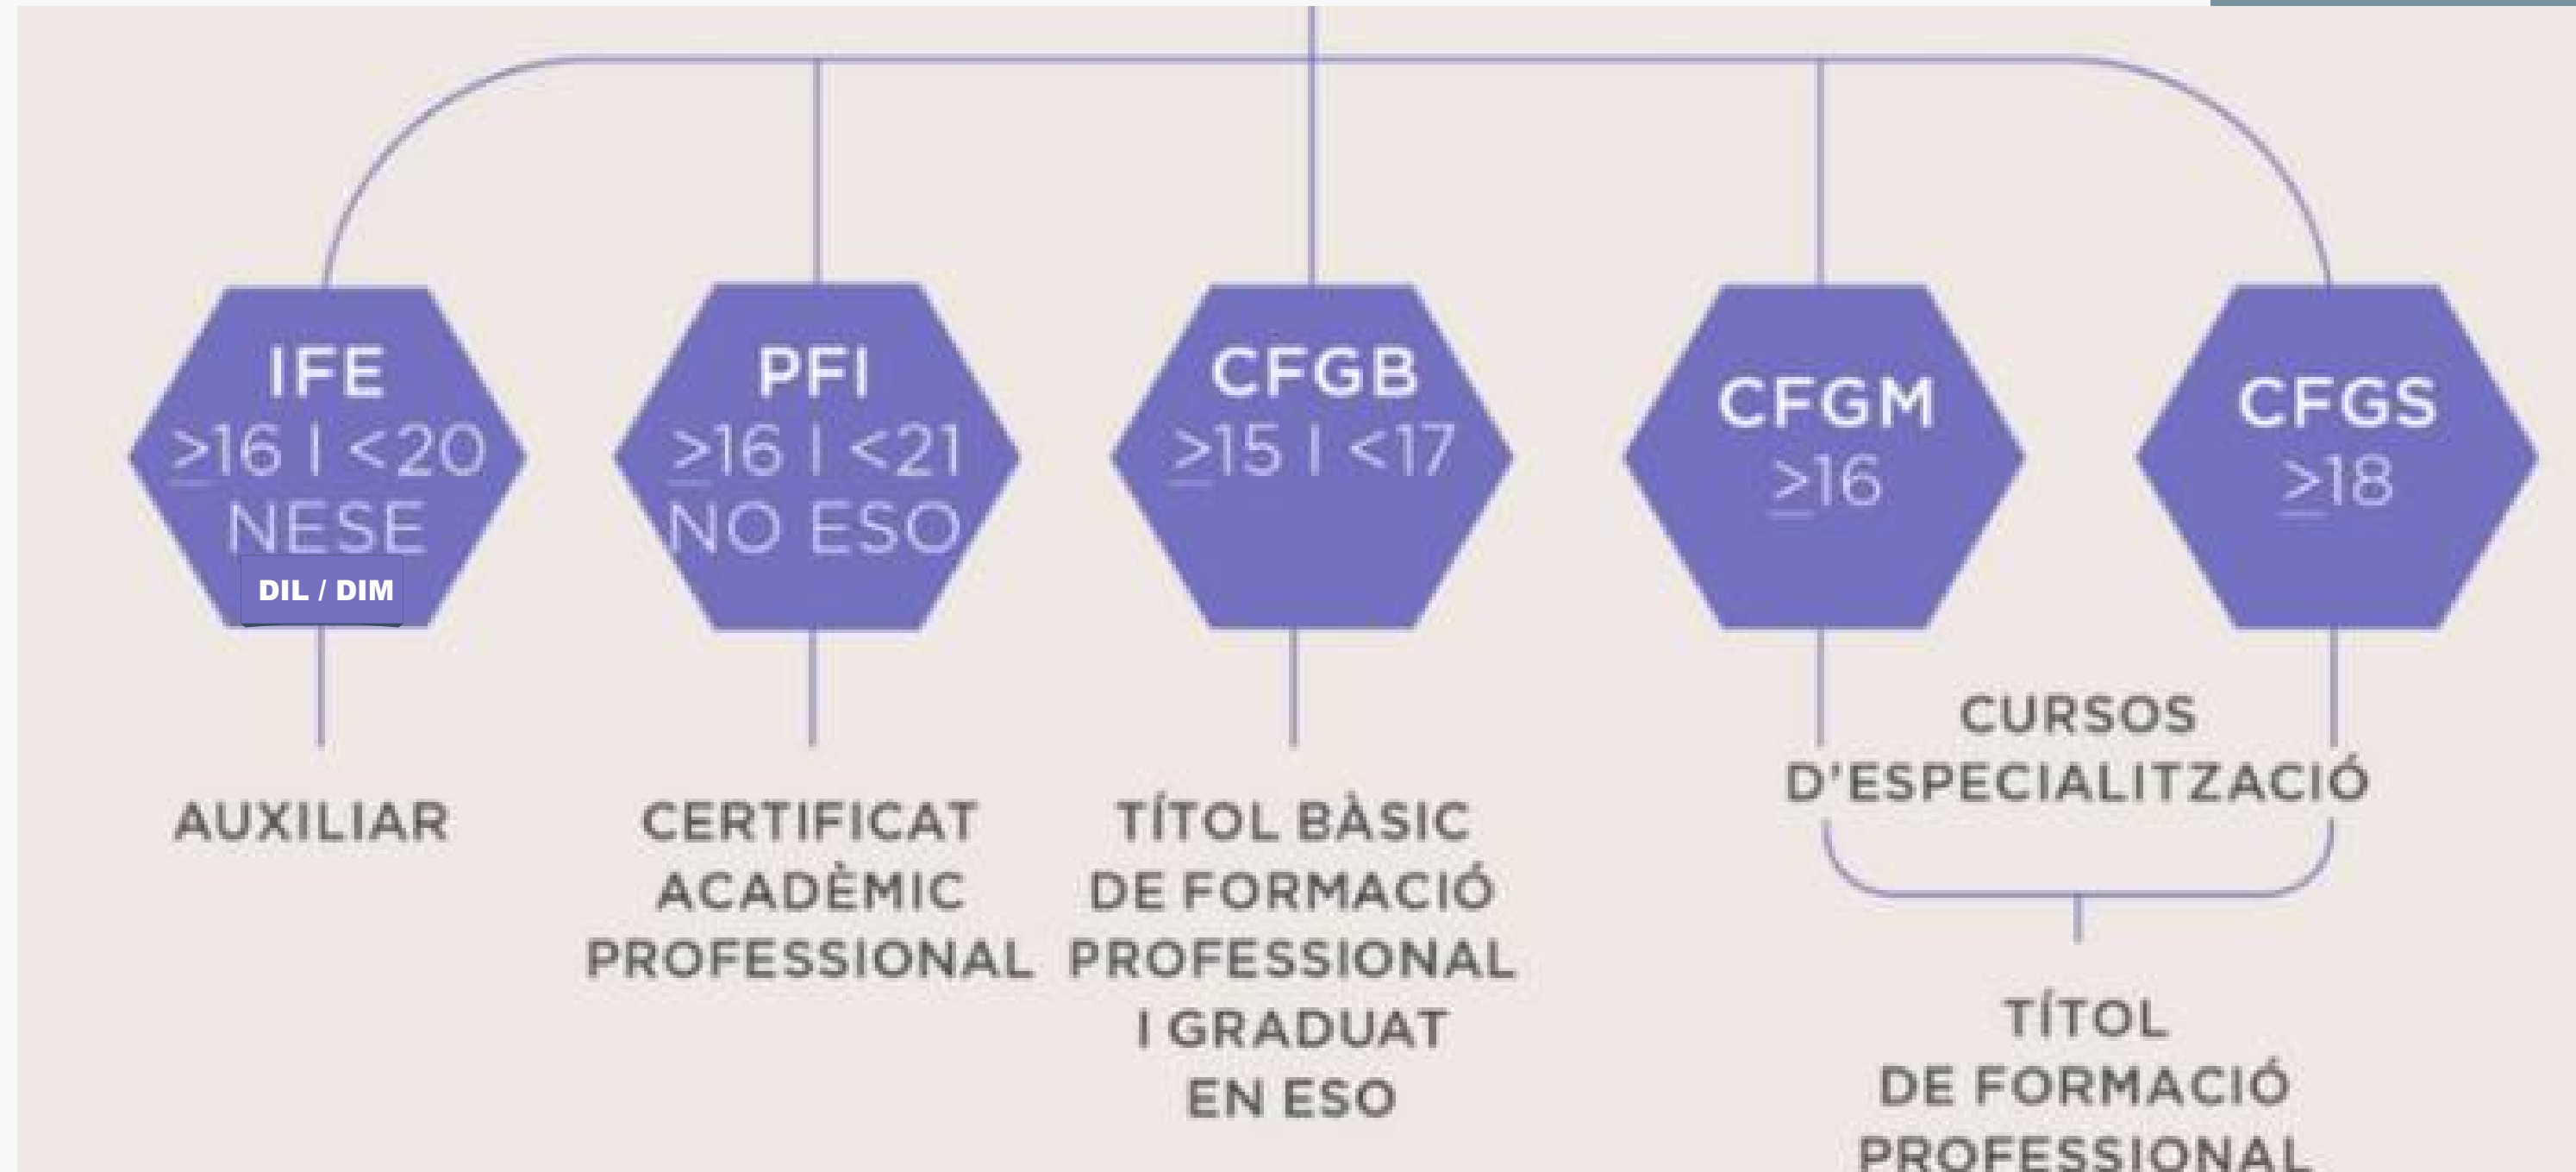 IFE
≥16 | <20
NESE
DIL / DIM
PFI
≥16 | <21
NO ESO
CFGB
≥15 | <17
CFGM
≥16
CFGS
≥18
AUXILIAR
CERTIFICAT
ACADÈMIC
PROFESSIONAL
TÍTOL BÀSIC
DE FORMACIÓ
PROFESSIONAL
I GRADUAT
EN ESO
CURSOS
D'ESPECIALITZACIÓ
TÍTOL
DE FORMACIÓ
PROFESSIONAL